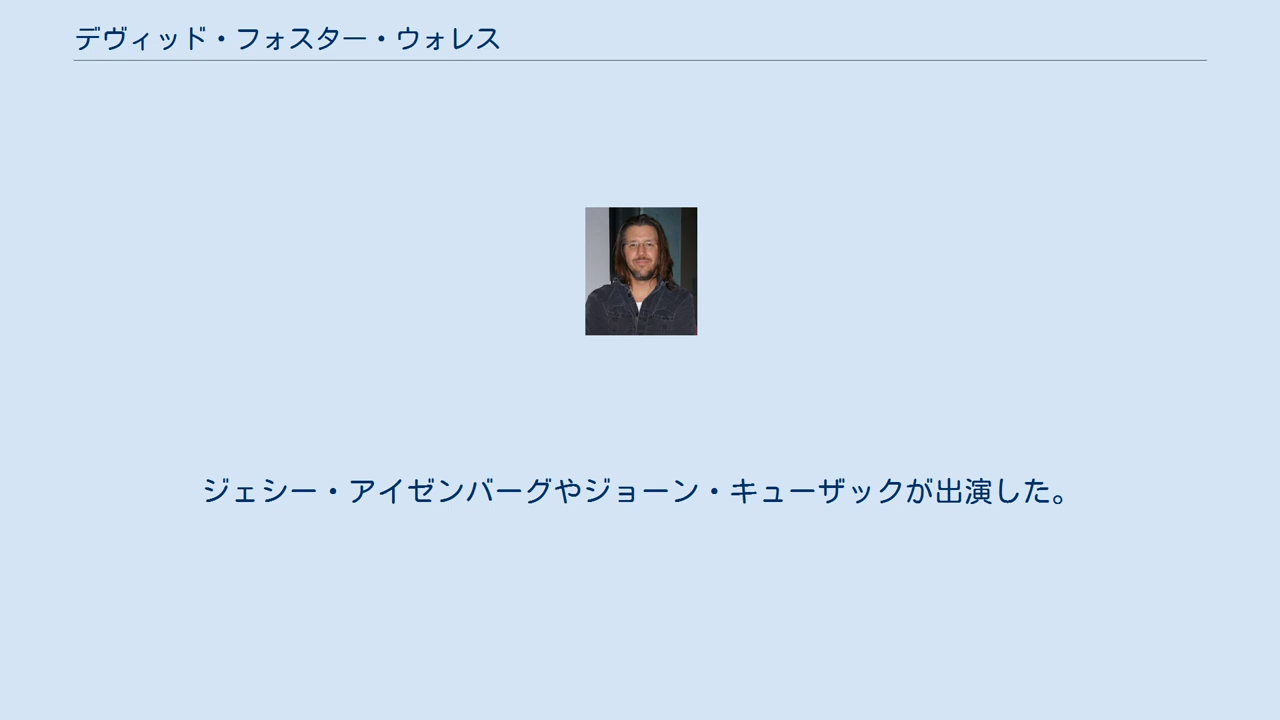 デヴィッド・フォスター・ウォレス
ジェシー・アイゼンバーグやジョーン・キューザックが出演した。